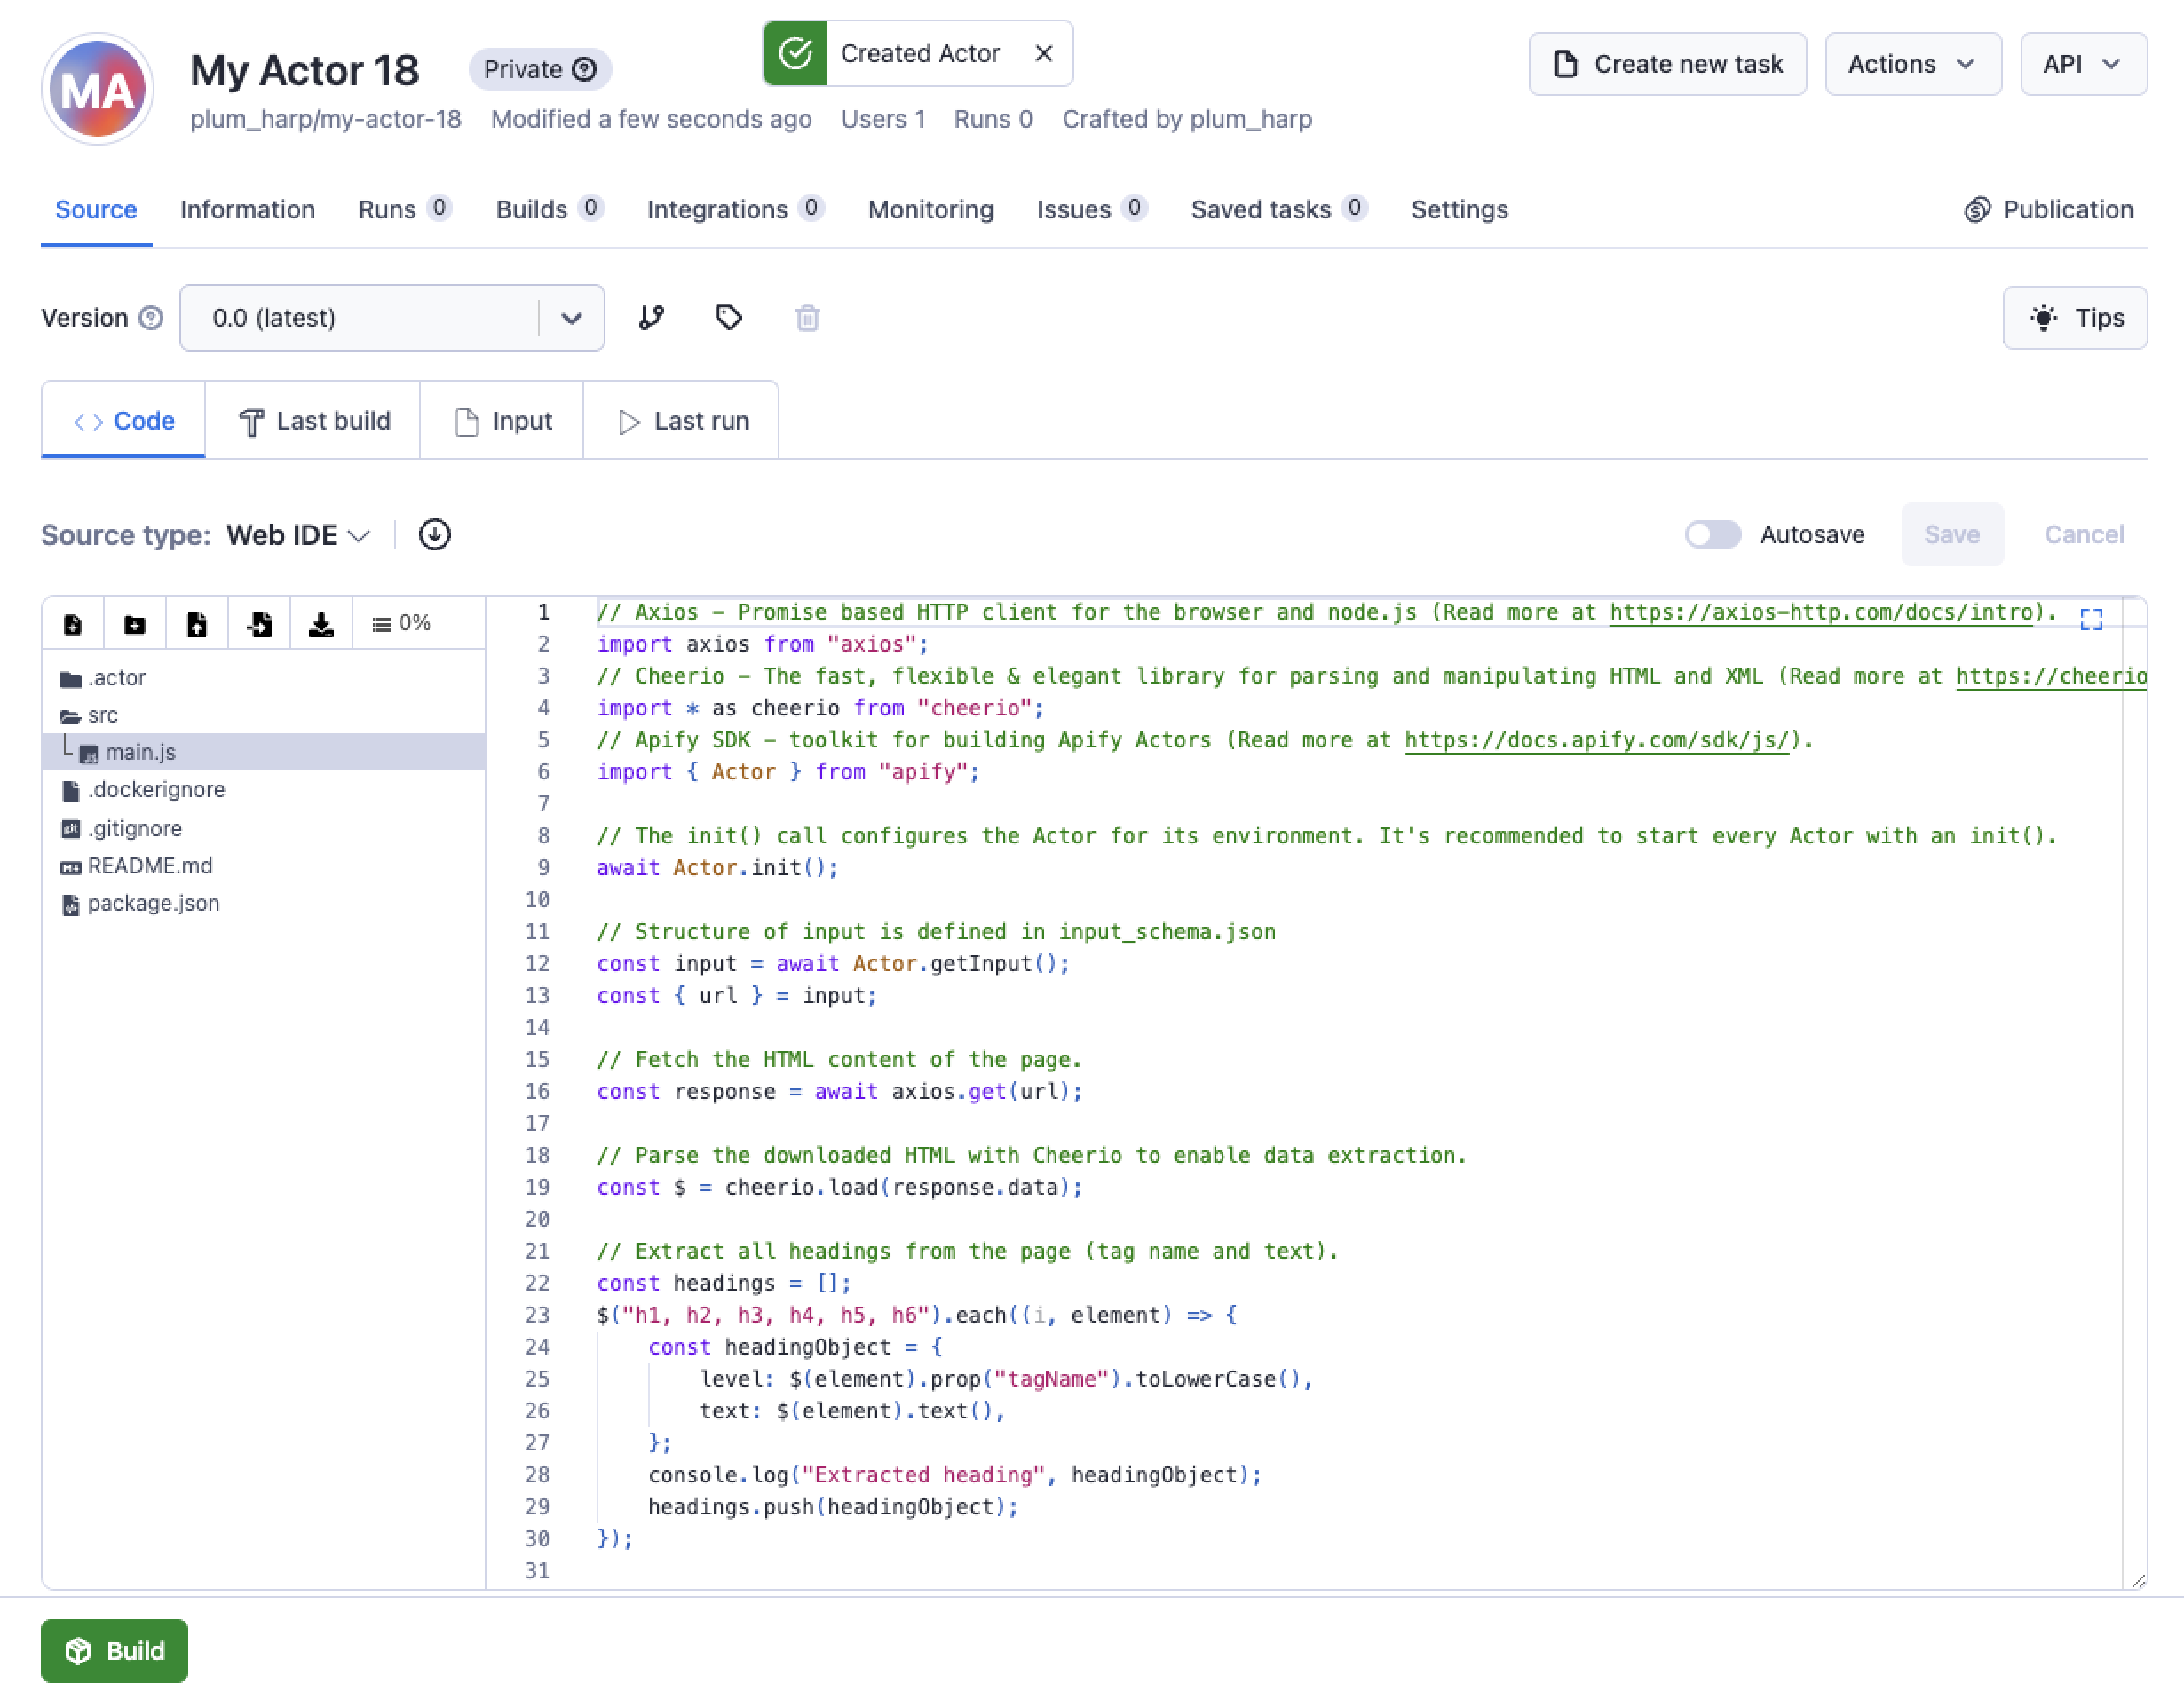 MA
My Actor 18 Private
Created Actor
Create new task Actions API
plum_harp/my-actor-18 Modified a few seconds ago Users 1 Runs 0 Crafted by plum_harp
Source Information Runs 0 Builds 0 Integrations 0 Monitoring Issues 0 Saved tasks 0 Settings Publication
Version 0.0 (latest) Tips
Code Last build Input Last run
Source type: Web IDE Autosave Save Cancel
0%
.actor
src
main.js
.dockerignore
.gitignore
README.md
package.json
1 // Axios – Promise based HTTP client for the browser and node.js (Read more at https://axios-http.com/docs/intro).
2 import axios from "axios";
3 // Cheerio – The fast, flexible & elegant library for parsing and manipulating HTML and XML (Read more at https://cheerio
4 import * as cheerio from "cheerio";
5 // Apify SDK – toolkit for building Apify Actors (Read more at https://docs.apify.com/sdk/js/).
6 import { Actor } from "apify";
7
8 // The init() call configures the Actor for its environment. It's recommended to start every Actor with an init().
9 await Actor.init();
10
11 // Structure of input is defined in input_schema.json
12 const input = await Actor.getInput();
13 const { url } = input;
14
15 // Fetch the HTML content of the page.
16 const response = await axios.get(url);
17
18 // Parse the downloaded HTML with Cheerio to enable data extraction.
19 const $ = cheerio.load(response.data);
20
21 // Extract all headings from the page (tag name and text).
22 const headings = [];
23 $("h1, h2, h3, h4, h5, h6").each((i, element) => {
24 const headingObject = {
25 level: $(element).prop("tagName").toLowerCase(),
26 text: $(element).text(),
27 };
28 console.log("Extracted heading", headingObject);
29 headings.push(headingObject);
30 });
31
Build